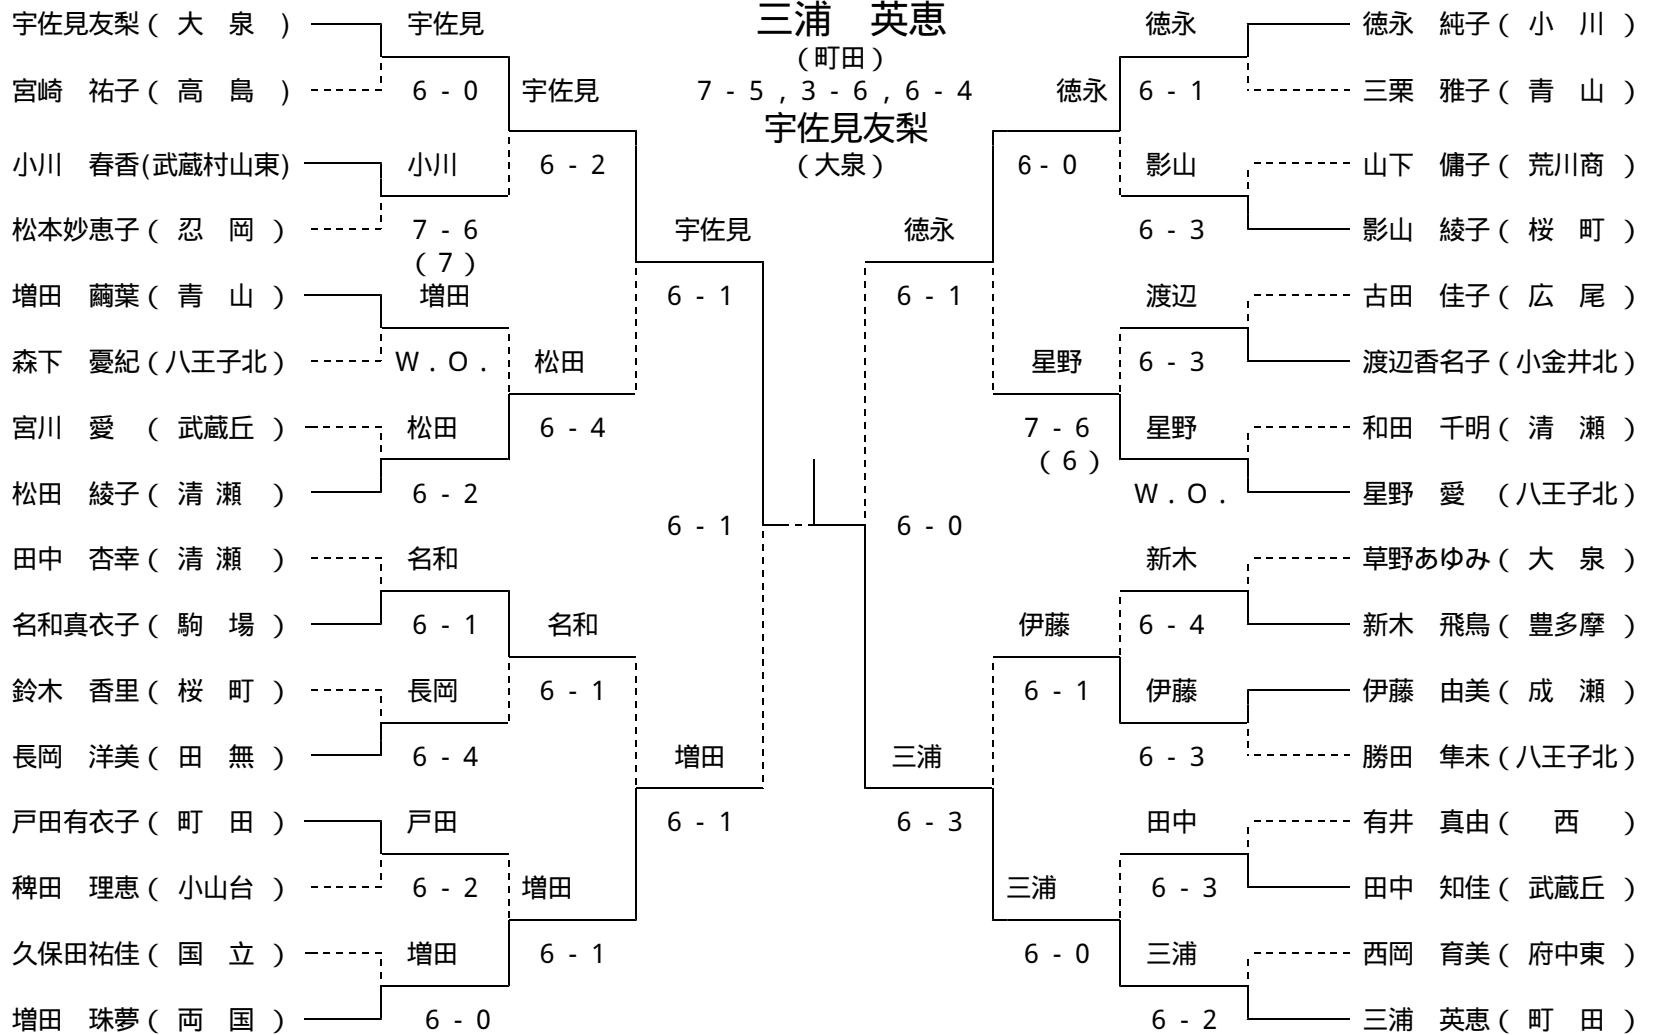 宇佐見友梨 ( 大　泉 )　宇佐見　三浦　英恵　徳永　徳永　純子 ( 小　川 )
(町田)
宮崎　祐子 ( 高　島 )　6 - 0　宇佐見　7 - 5 , 3 - 6 , 6 - 4　徳永　6 - 1　三栗　雅子 ( 青　山 )
宇佐見友梨
小川　春香(武蔵村山東)　小川　6 - 2　(大泉)　6 - 0　影山　山下　傭子 ( 荒川商 )
松本妙恵子 ( 忍　岡 )　7 - 6　宇佐見　徳永　6 - 3　影山　綾子 ( 桜　町 )
(7)
増田　繭葉 ( 青　山 )　増田　6 - 1　6 - 1　渡辺　古田　佳子 ( 広　尾 )
森下　憂紀 (八王子北)　W . O .　松田　星野　6 - 3　渡辺香名子 (小金井北)
宮川　愛　( 武蔵丘 )　松田　6 - 4　7 - 6　星野　和田　千明 ( 清　瀬 )
(6)
松田　綾子 ( 清 瀬 )　6 - 2　W . O .　星野　愛　(八王子北)
6 - 1　6 - 0
田中　杏幸 ( 清 瀬 )　名和　新木　草野あゆみ ( 大　泉 )
名和真衣子 ( 駒　場 )　6 - 1　名和　伊藤　6 - 4　新木　飛鳥 ( 豊多摩 )
鈴木　香里 ( 桜　町 )　長岡　6 - 1　6 - 1　伊藤　伊藤　由美 ( 成　瀬 )
長岡　洋美 ( 田　無 )　6 - 4　増田　三浦　6 - 3　勝田　隼未 (八王子北)
戸田有衣子 ( 町　田 )　戸田　6 - 1　6 - 3　田中　有井　真由 (　西　)
稗田　理恵 ( 小山台 )　6 - 2　増田　三浦　6 - 3　田中　知佳 ( 武蔵丘 )
久保田祐佳 ( 国　立 )　増田　6 - 1　6 - 0　三浦　西岡　育美 ( 府中東 )
増田　珠夢 ( 両　国 )　6 - 0　6 - 2　三浦　英恵 ( 町　田 )